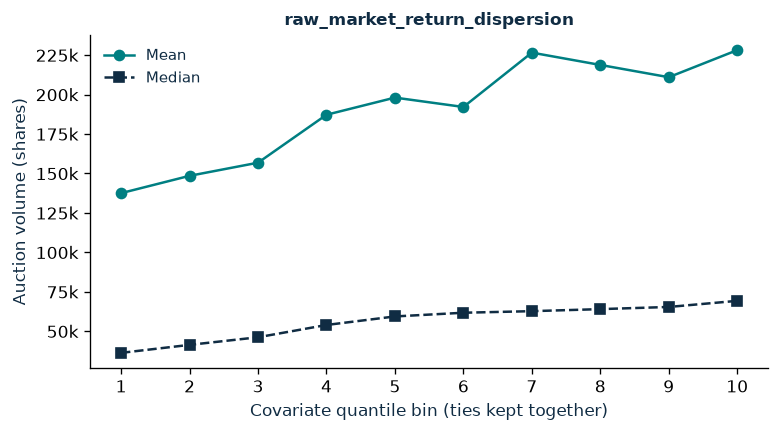 raw_market_return_dispersion
Mean
Median
Auction volume (shares)
225k
200k
175k
150k
125k
100k
75k
50k
1 2 3 4 5 6 7 8 9 10
Covariate quantile bin (ties kept together)